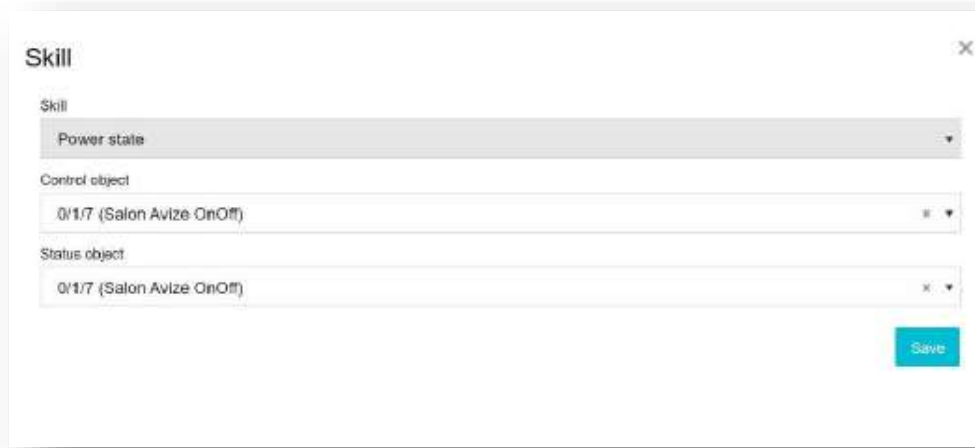 Skill
Skill
Power state
Control object
0/1/7 (Salon Avize OnOff)
Status object
0/1/7 (Salon Avize OnOff)
Save